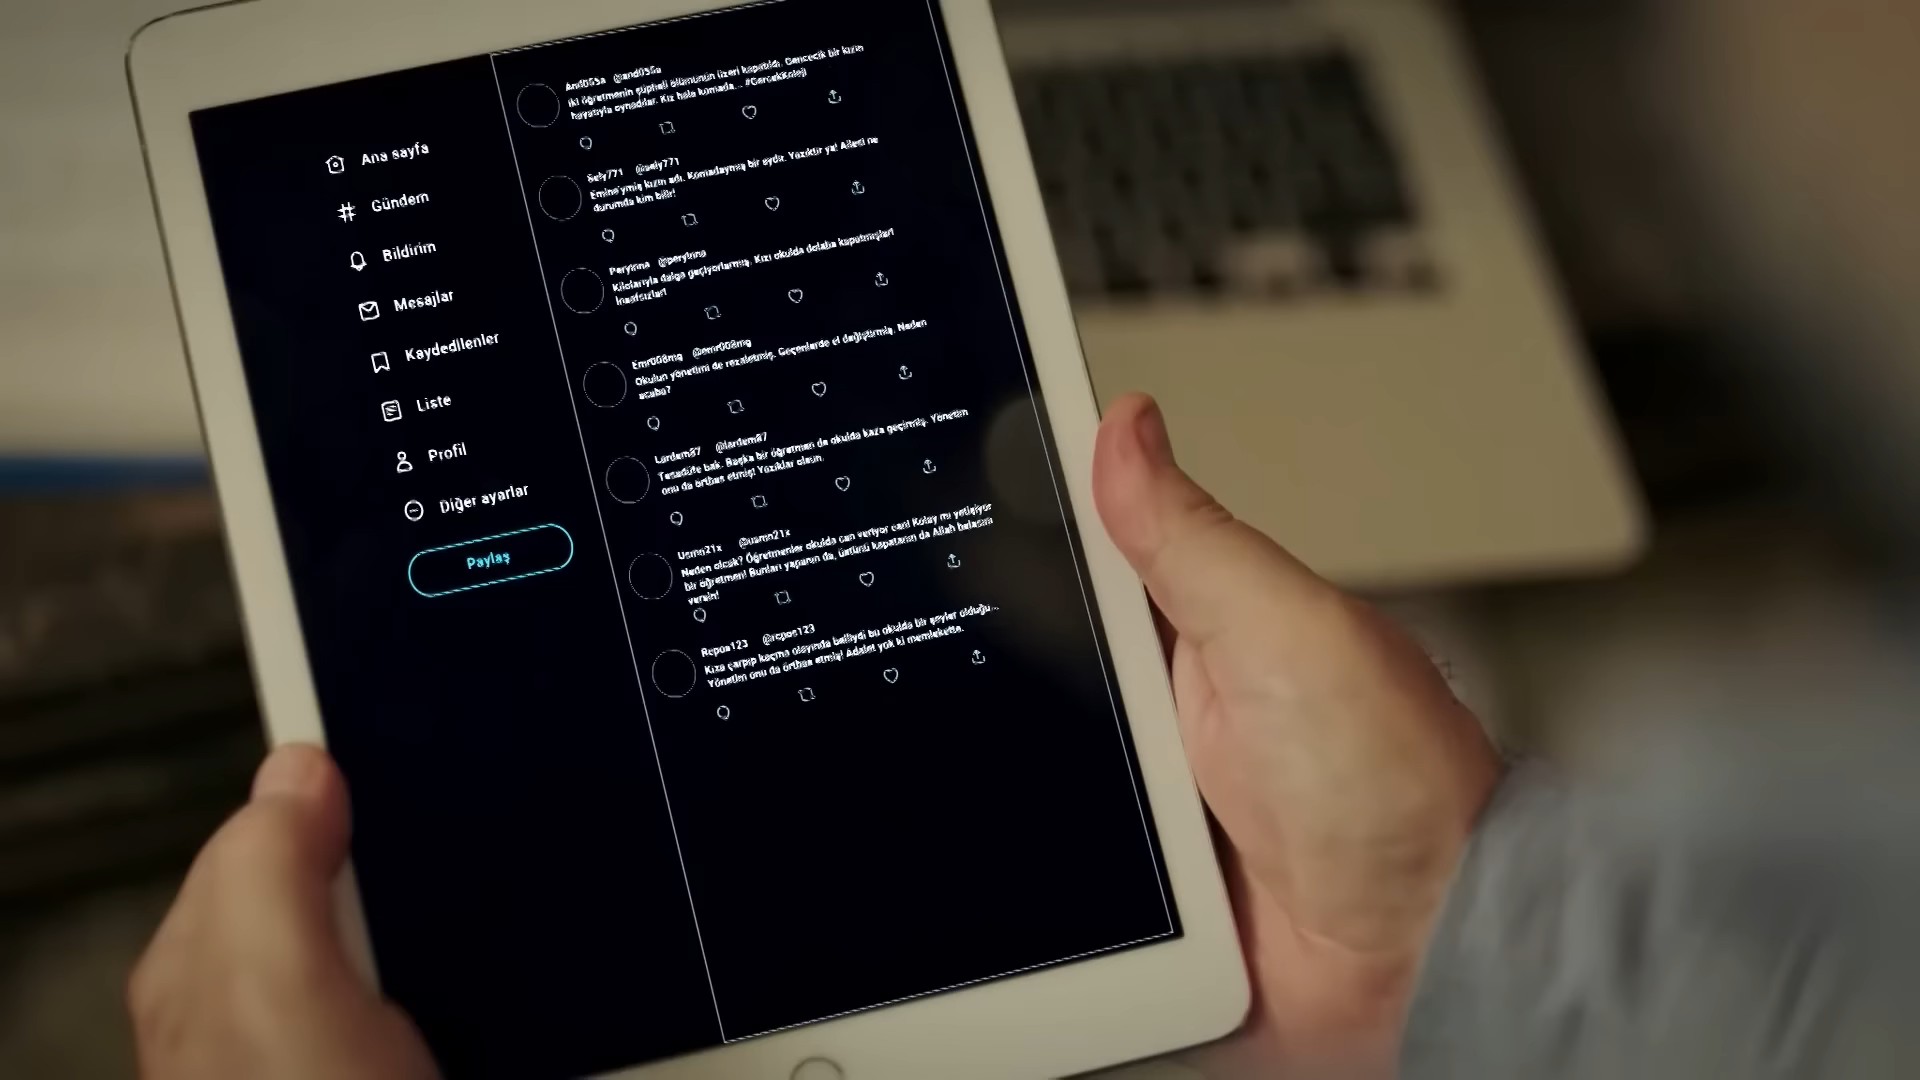 Ana sayfa
Gündem
Bildirim
Mesajlar
Kaydedilenler
Liste
Profil
Diğer ayarlar
Paylaş
And055a @and055a
İki öğretmenin şüpheli ölümünün üzeri kapatıldı. Gencecik bir kızın
hayatıyla oynadılar. Kız hala komada... #GercekKoleji
Sely771 @sely771
Emine'ymiş kızın adı. Komadaymış bir aydır. Yazıktır ya! Ailesi ne
durumda kim bilir!
Peryinna @peryinna
Kilolarıyla dalga geçiyorlarmış. Kızı okulda dolaba kapatmışlar!
İnsafsızlar!
Emr008mg @emr008mg
Okulun yönetimi de rezaletmiş. Geçenlerde el değiştirmiş. Neden
acaba?
Lardem87 @lardem87
Tesadüfe bak. Başka bir öğretmen de okulda kaza geçirmiş. Yönetim
onu da örtbas etmiş! Yazıklar olsun.
Usmn21x @usmn21x
Neden olcak? Öğretmenler okulda can veriyor can! Kolay mı yetişiyor
bir öğretmen! Bunları yapanın da, üstünü kapatanın da Allah belasını
versin!
Repos123 @repos123
Kıza çarpıp kaçma olayında belliydi bu okulda bir şeyler olduğu...
Yönetim onu da örtbas etmiş! Adalet yok ki memlekette.